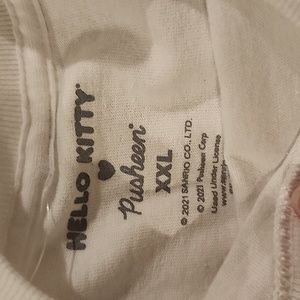 HELLO KITTY
Pusheen
XXL
© 2021 SANRIO CO., LTD.
© 2021 Pusheen Corp
Used Under License